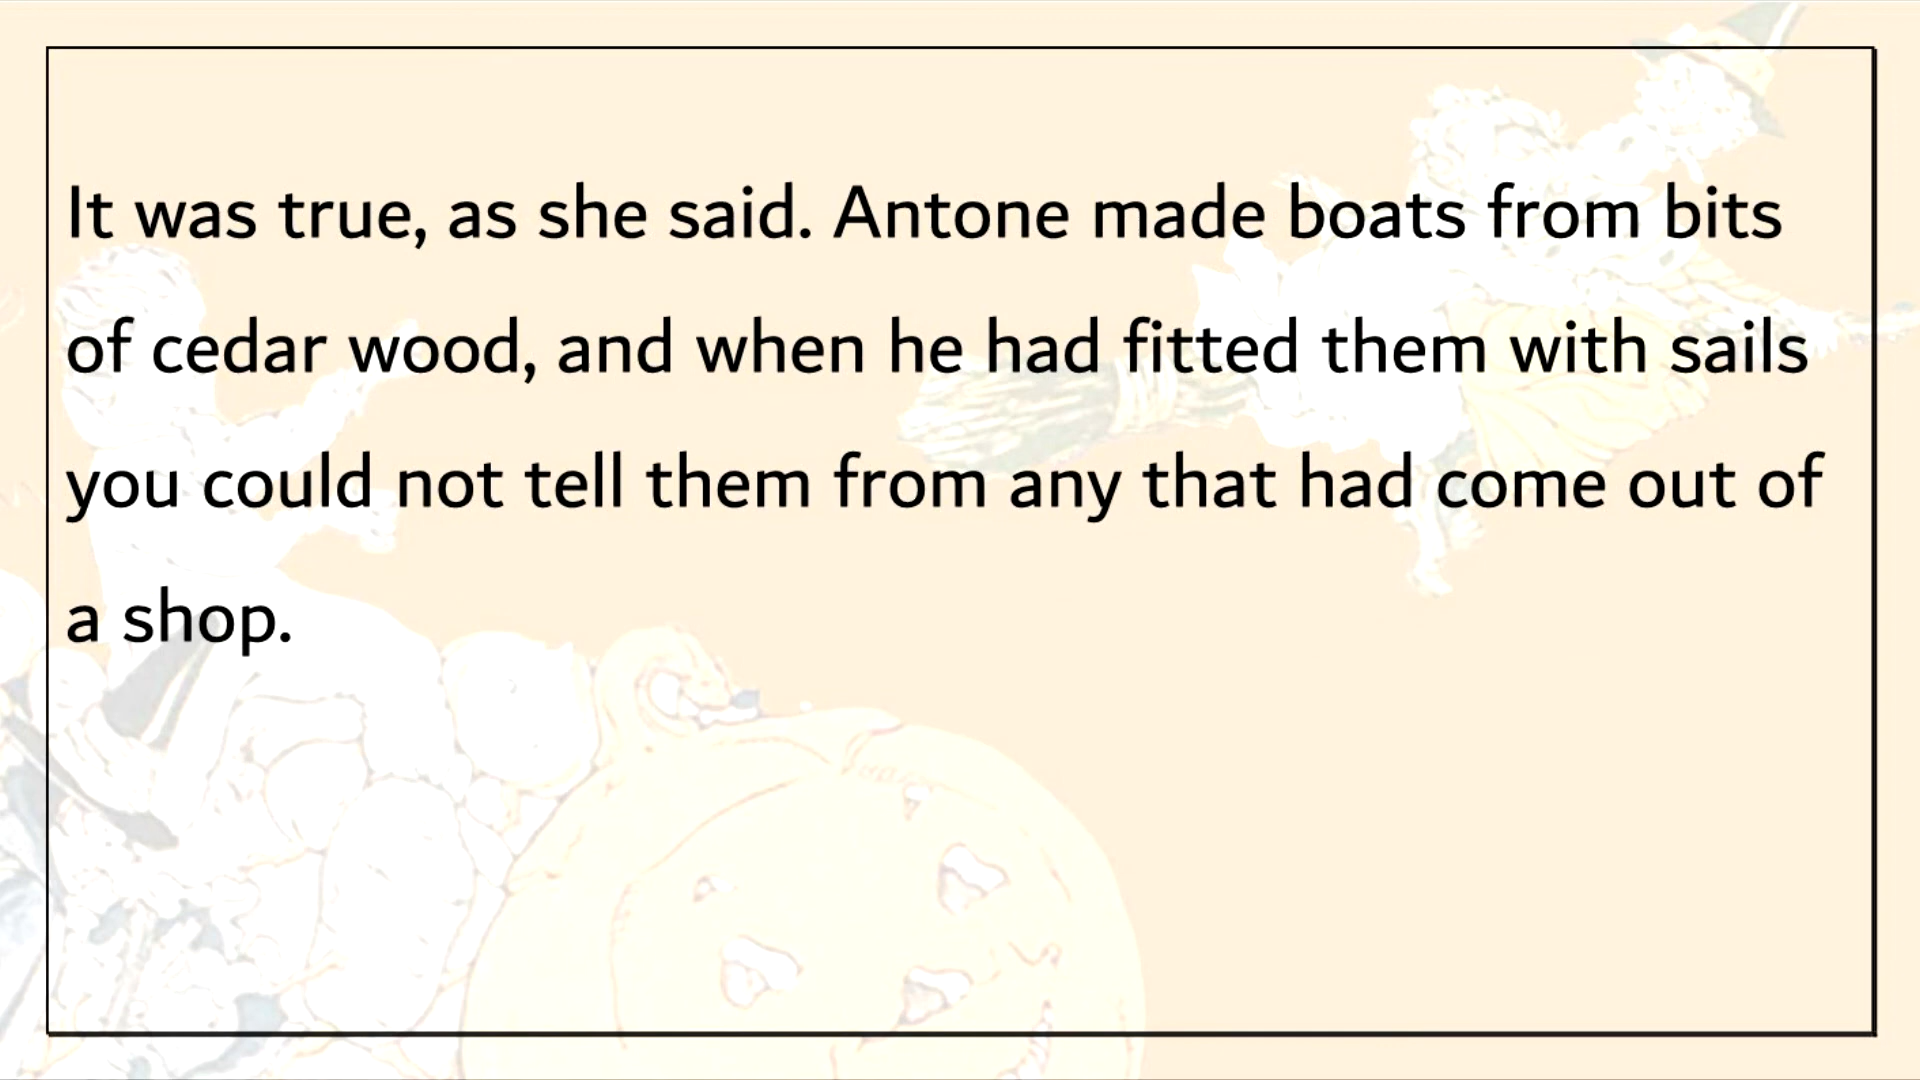 It was true, as she said. Antone made boats from bits
of cedar wood, and when he had fitted them with sails
you could not tell them from any that had come out of
a shop.